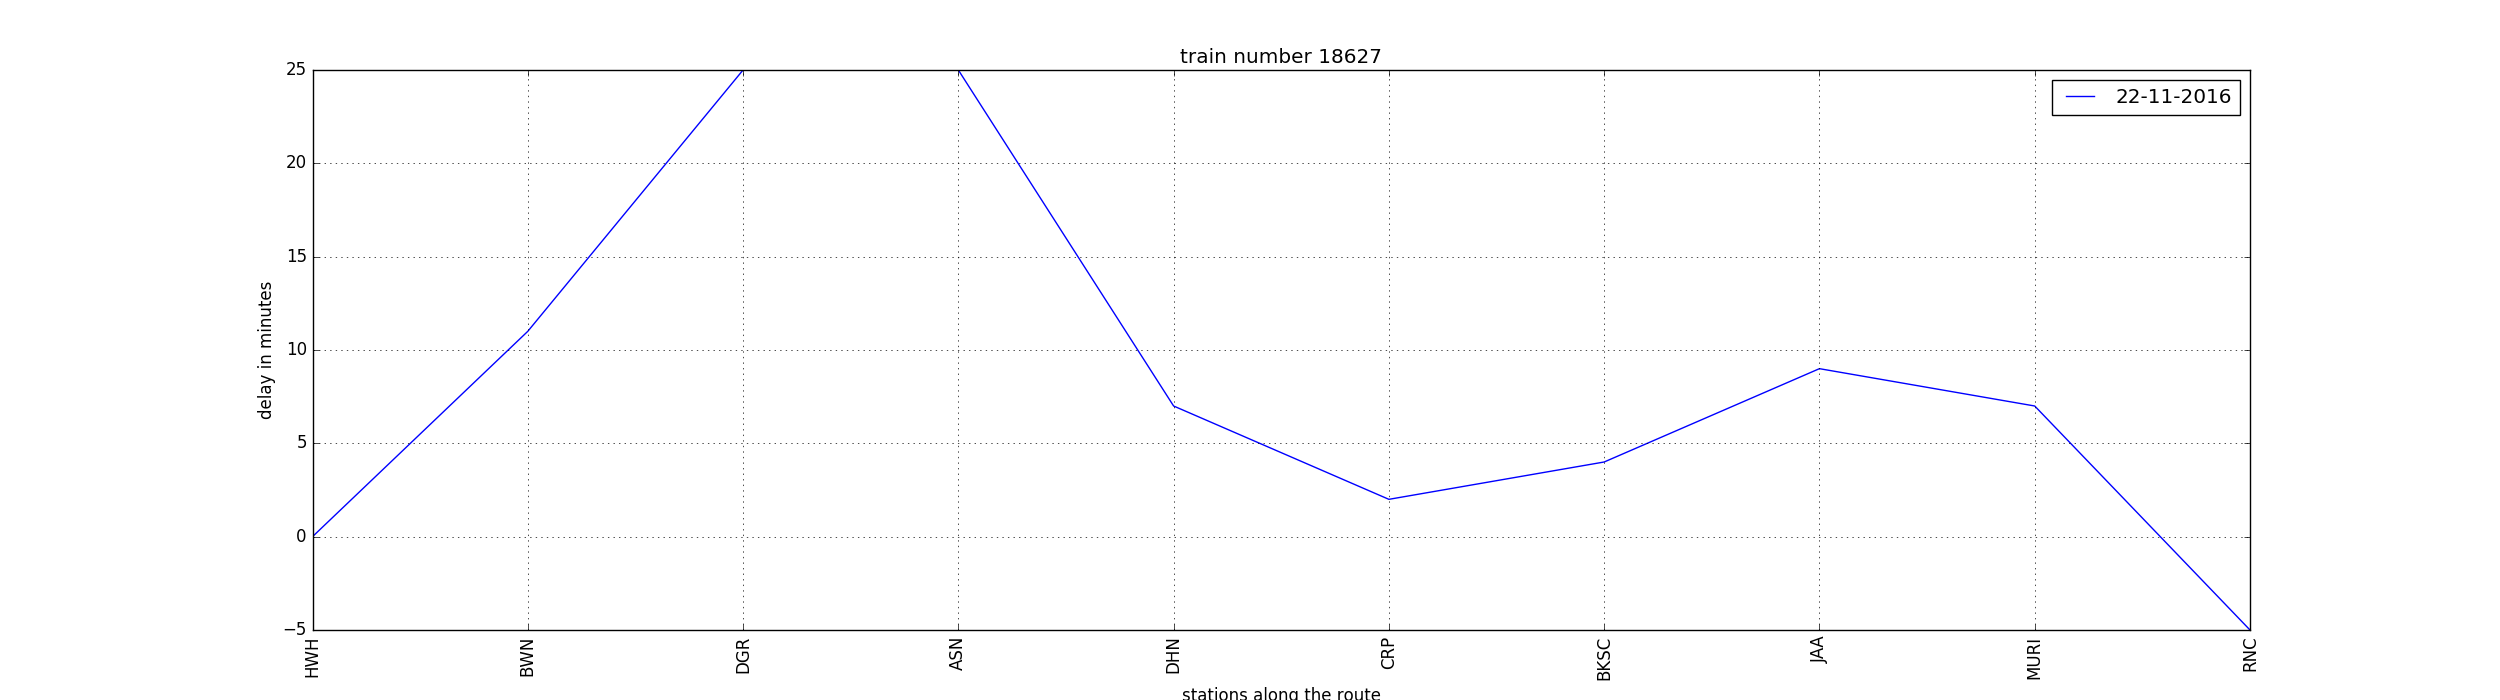 train number 18627
22-11-2016
25
20
15
10
5
0
−5
delay in minutes
HWH
BWN
DGR
ASN
DHN
CRP
BKSC
JAA
MURI
RNC
stations along the route